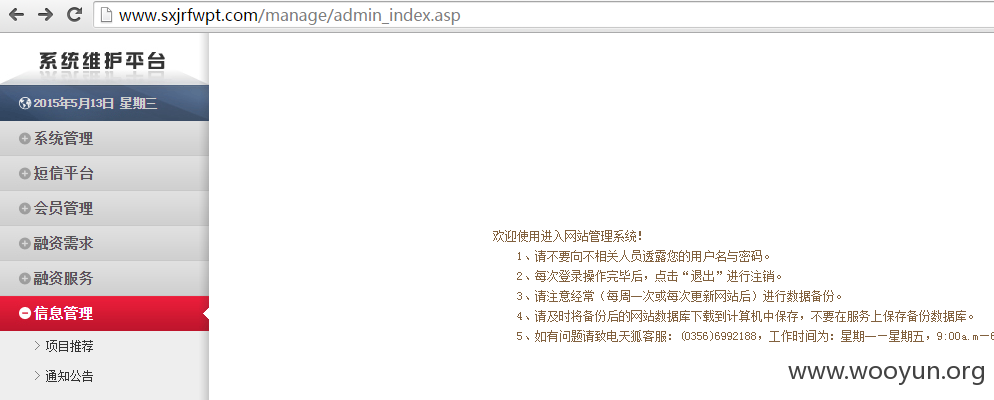 www.sxjrfwpt.com/manage/admin_index.asp
系统维护平台
2015年5月13日 星期三
系统管理
短信平台
会员管理
融资需求
融资服务
信息管理
项目推荐
通知公告
欢迎使用进入网站管理系统!
1、请不要向不相关人员透露您的用户名与密码。
2、每次登录操作完毕后，点击“退出”进行注销。
3、请注意经常（每周一次或每次更新网站后）进行数据备份。
4、请及时将备份后的网站数据库下载到计算机中保存，不要在服务上保存备份数据库。
5、如有问题请致电天狐客服：(0356)6992188，工作时间为：星期一—星期五，9:00a.m—6
www.wooyun.org